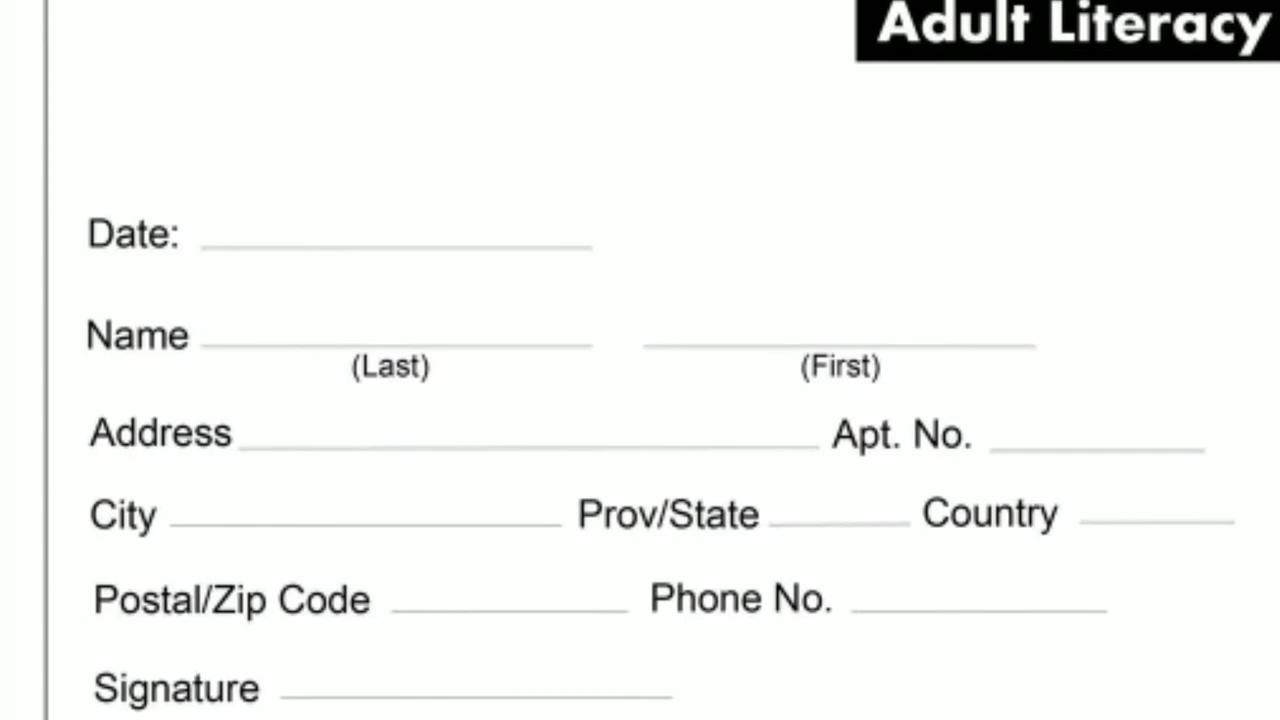 Adult Literacy
Date:
Name
(Last) (First)
Address Apt. No.
City Prov/State Country
Postal/Zip Code Phone No.
Signature